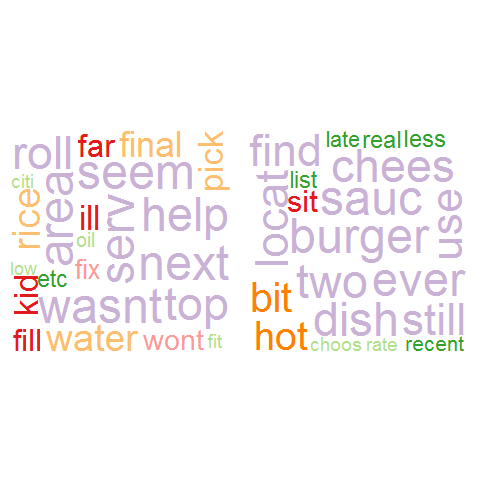 roll
far
final
pick
citi
seem
area
rice
ill
serv
help
oil
low
etc
fix
next
kid
wasnt
top
fill
water
wont
fit
find
late
real
less
chees
list
locat
sit
sauc
use
burger
two
ever
bit
dish
still
hot
choos
rate
recent